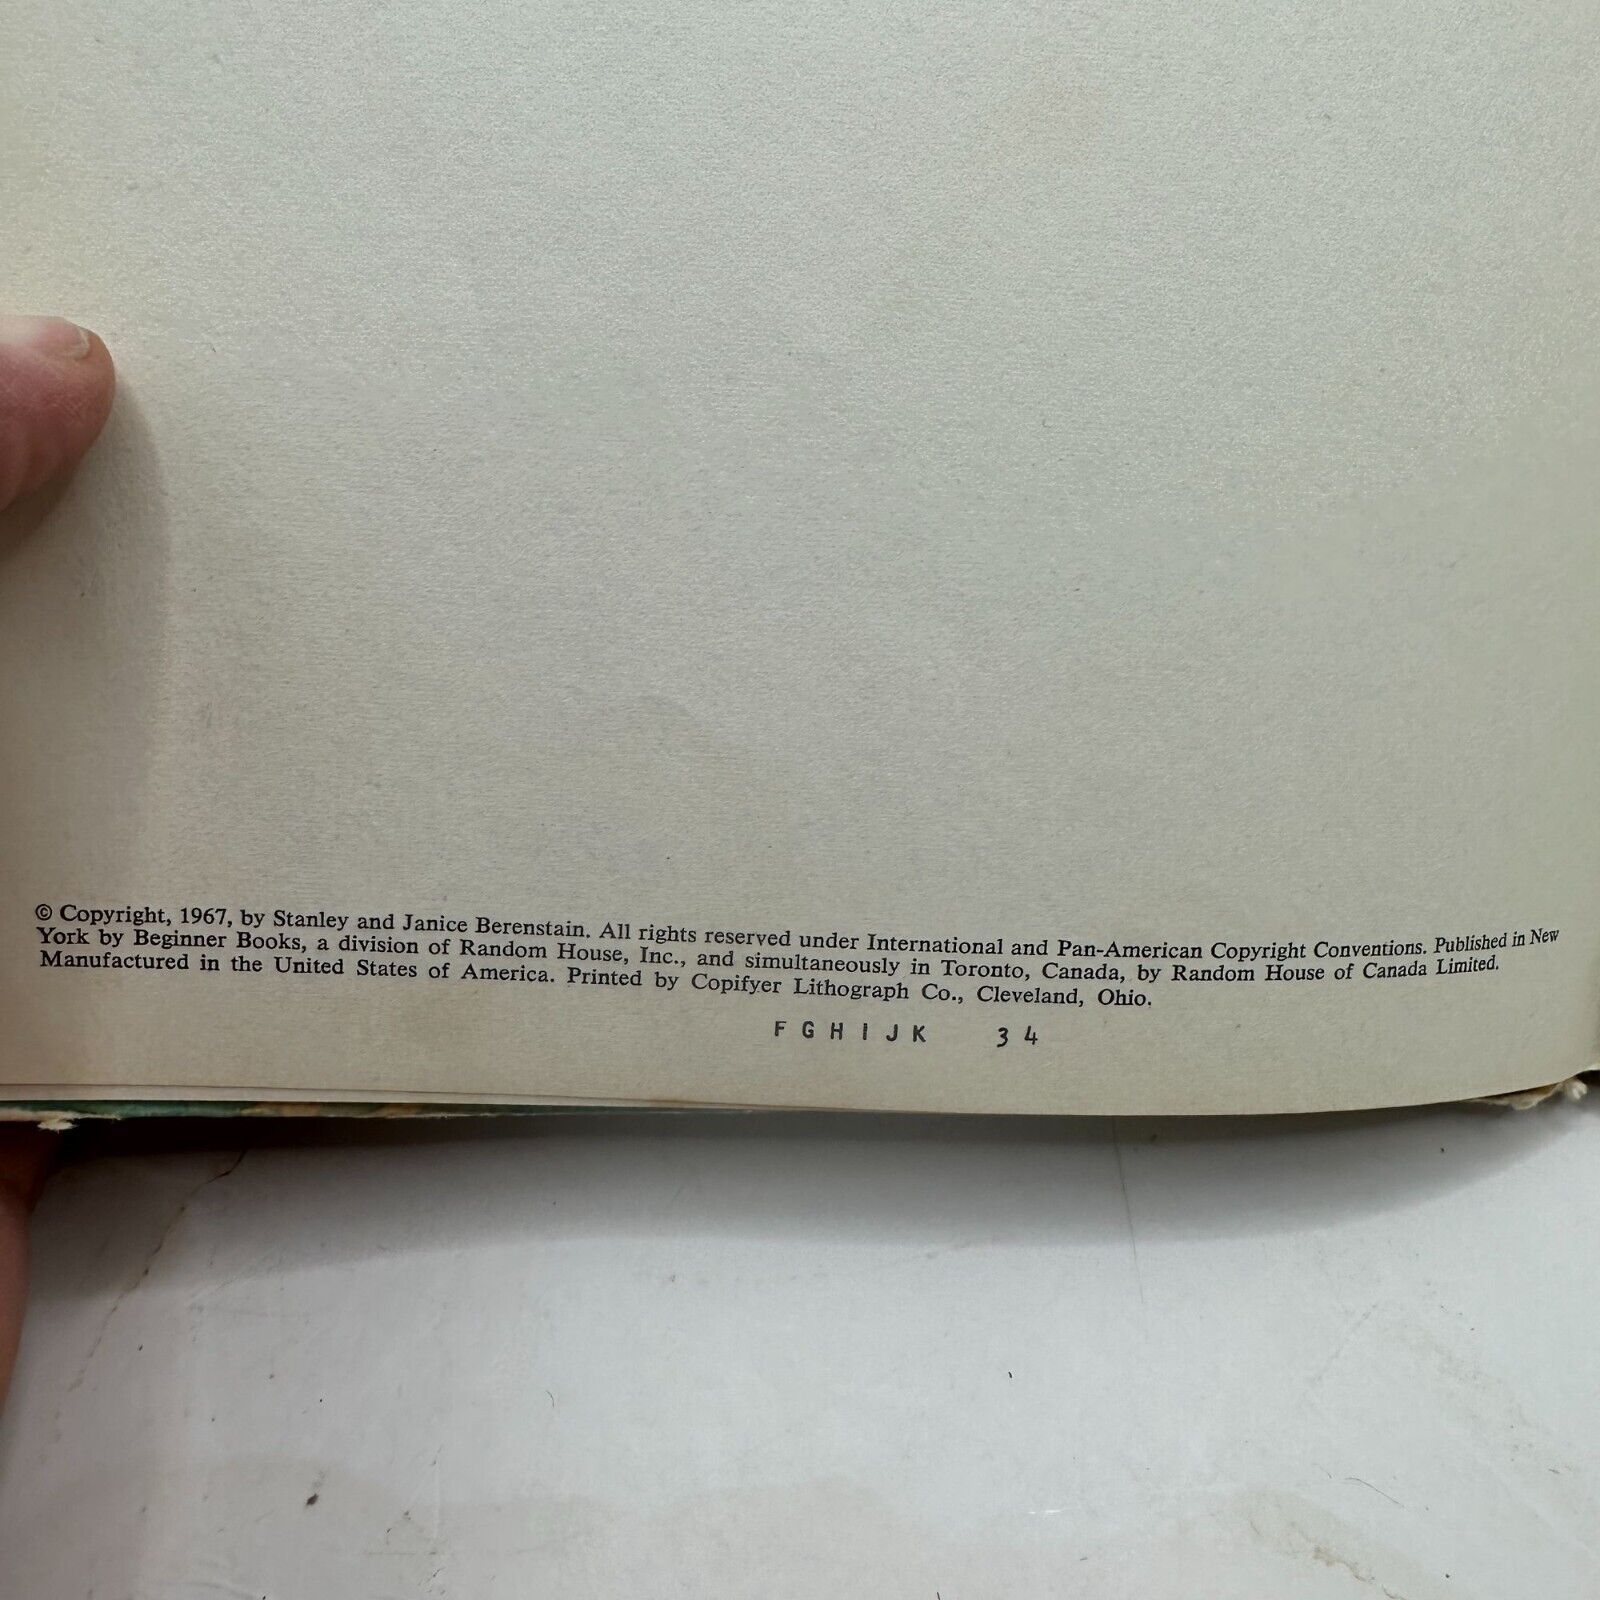 © Copyright, 1967, by Stanley and Janice Berenstain. All rights reserved under International and Pan-American Copyright Conventions. Published in New
York by Beginner Books, a division of Random House, Inc., and simultaneously in Toronto, Canada, by Random House of Canada Limited.
Manufactured in the United States of America. Printed by Copifyer Lithograph Co., Cleveland, Ohio.
F G H I J K 3 4